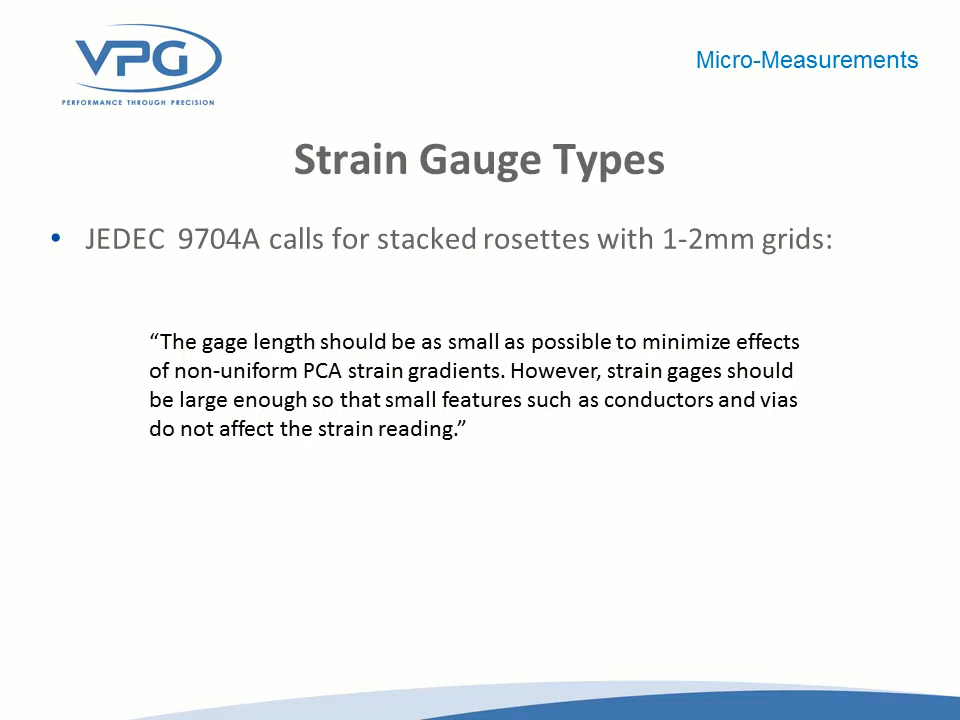 VPG
PERFORMANCE THROUGH PRECISION
Micro-Measurements
Strain Gauge Types
• JEDEC 9704A calls for stacked rosettes with 1-2mm grids:
“The gage length should be as small as possible to minimize effects
of non-uniform PCA strain gradients. However, strain gages should
be large enough so that small features such as conductors and vias
do not affect the strain reading.”